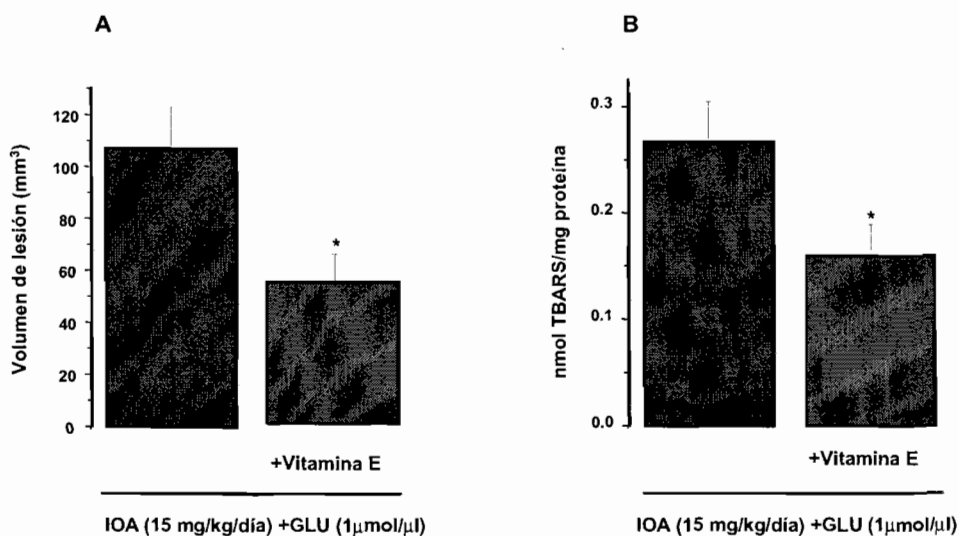 A
Volumen de lesión (mm³)
120
100
80
60
40
20
0
*
+Vitamina E
IOA (15 mg/kg/día) +GLU (1µmol/µl)
B
nmol TBARS/mg proteína
0.3
0.2
0.1
0.0
*
+Vitamina E
IOA (15 mg/kg/día) +GLU (1µmol/µl)